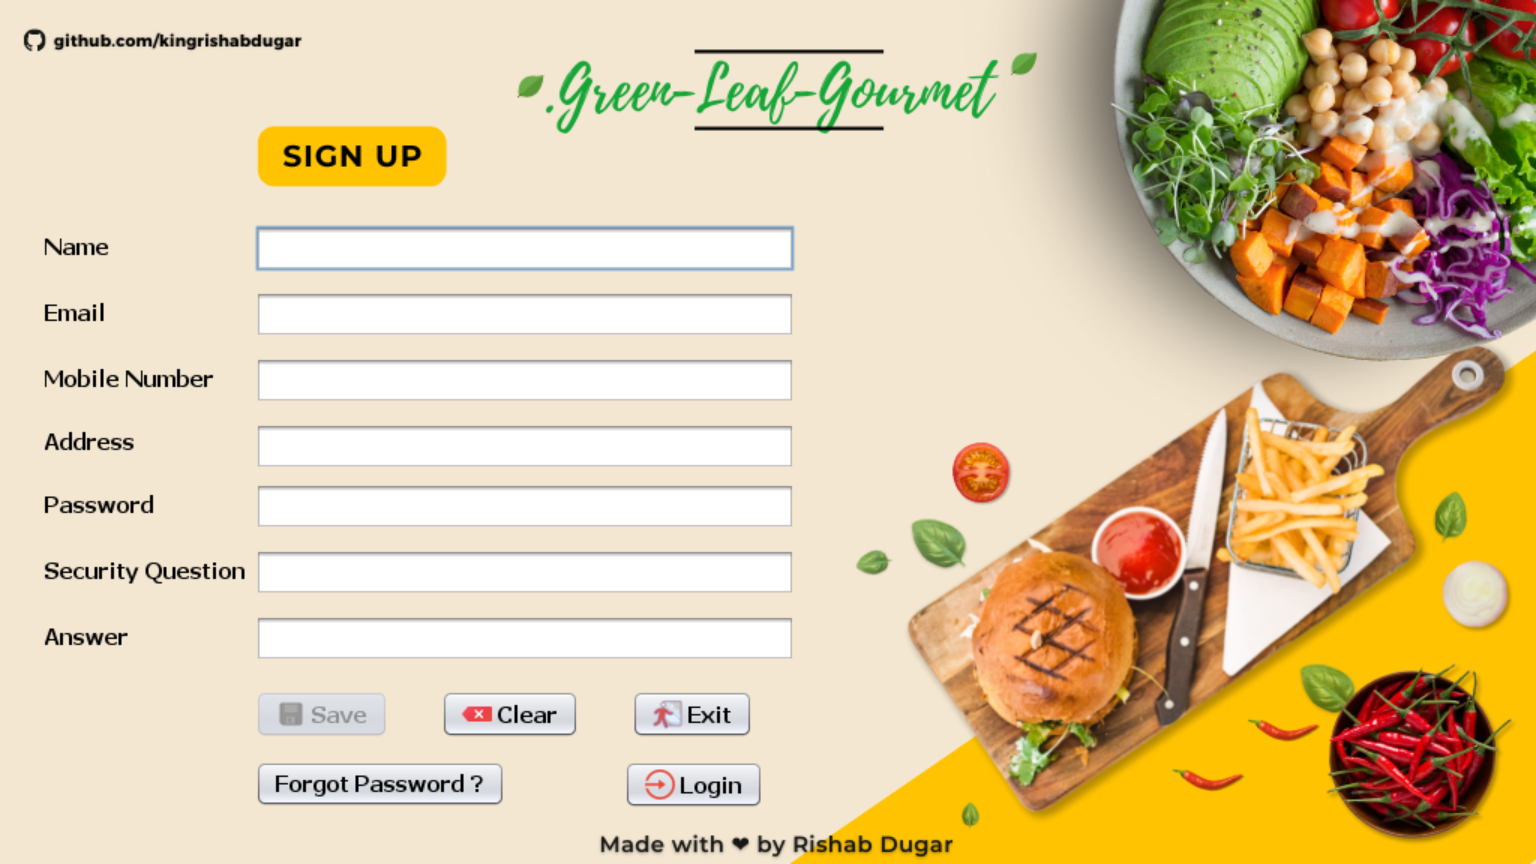 github.com/kingrishabdugar
.Green-Leaf-Gourmet
SIGN UP
Name
Email
Mobile Number
Address
Password
Security Question
Answer
Save
Clear
Exit
Forgot Password ?
Login
Made with ❤ by Rishab Dugar